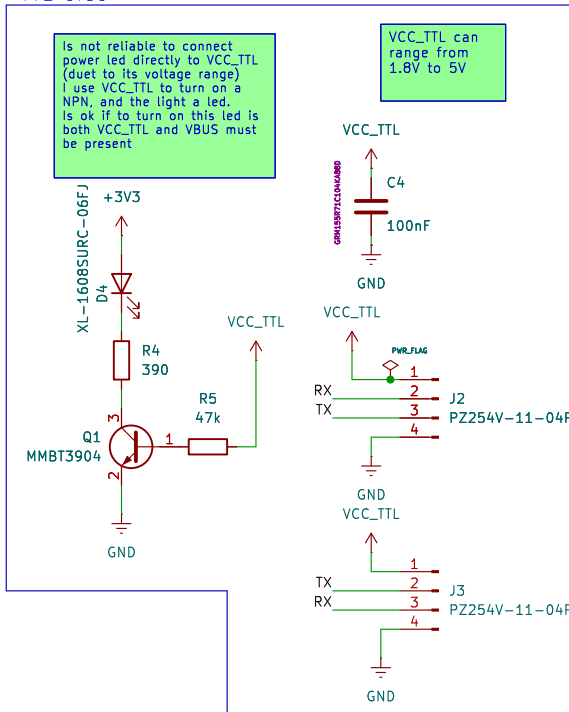 Is not reliable to connect
power led directly to VCC_TTL
(duet to its voltage range)
I use VCC_TTL to turn on a
NPN, and the light a led.
Is ok if to turn on this led is
both VCC_TTL and VBUS must
be present
VCC_TTL can
range from
1.8V to 5V
VCC_TTL
GRM155R71C104KA88D
C4
100nF
GND
XL-1608SURC-06FJ
+3V3
D4
R4
390
VCC_TTL
R5
47k
Q1
MMBT3904
3
1
2
GND
VCC_TTL
PWR_FLAG
1
RX
2
J2
TX
3
PZ254V-11-04P
4
GND
VCC_TTL
1
TX
2
J3
RX
3
PZ254V-11-04P
4
GND